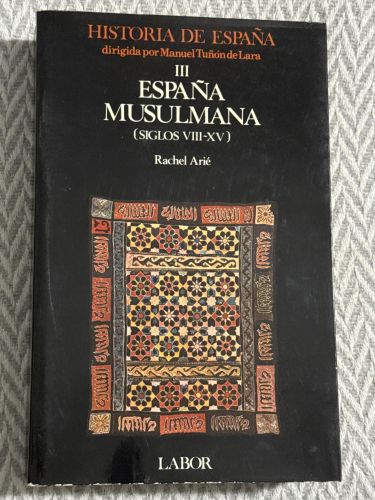 HISTORIA DE ESPAÑA
dirigida por Manuel Tuñón de Lara
III
ESPAÑA
MUSULMANA
(SIGLOS VIII-XV)
Rachel Arié
LABOR